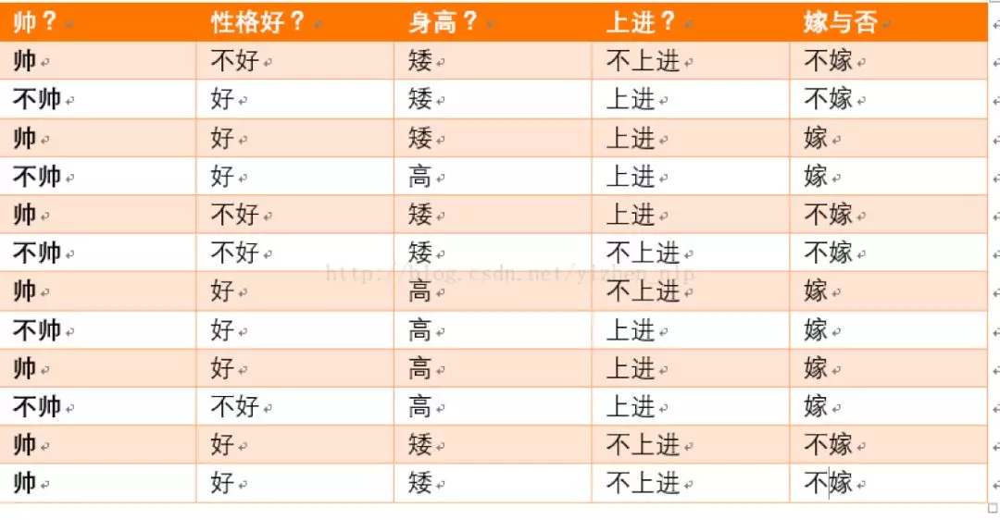 帅？ 性格好？ 身高？ 上进？ 嫁与否
帅 不好 矮 不上进 不嫁
不帅 好 矮 上进 不嫁
帅 好 矮 上进 嫁
不帅 好 高 上进 嫁
帅 不好 矮 上进 不嫁
不帅 不好 矮 不上进 不嫁
http://blog.csdn.net/yizhen_nlp
帅 好 高 不上进 嫁
不帅 好 高 上进 嫁
帅 好 高 上进 嫁
不帅 不好 高 上进 嫁
帅 好 矮 不上进 不嫁
帅 好 矮 不上进 不嫁